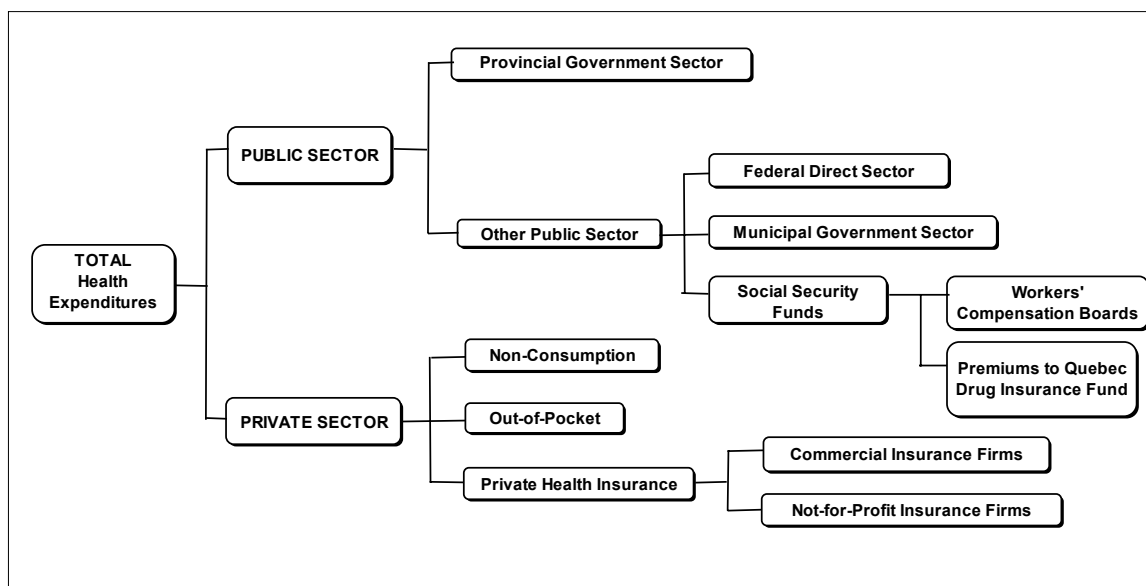 Provincial Government Sector
PUBLIC SECTOR
Federal Direct Sector
Other Public Sector
Municipal Government Sector
TOTAL
Health
Expenditures
Social Security
Funds
Workers'
Compensation Boards
Premiums to Quebec
Drug Insurance Fund
Non-Consumption
PRIVATE SECTOR
Out-of-Pocket
Private Health Insurance
Commercial Insurance Firms
Not-for-Profit Insurance Firms